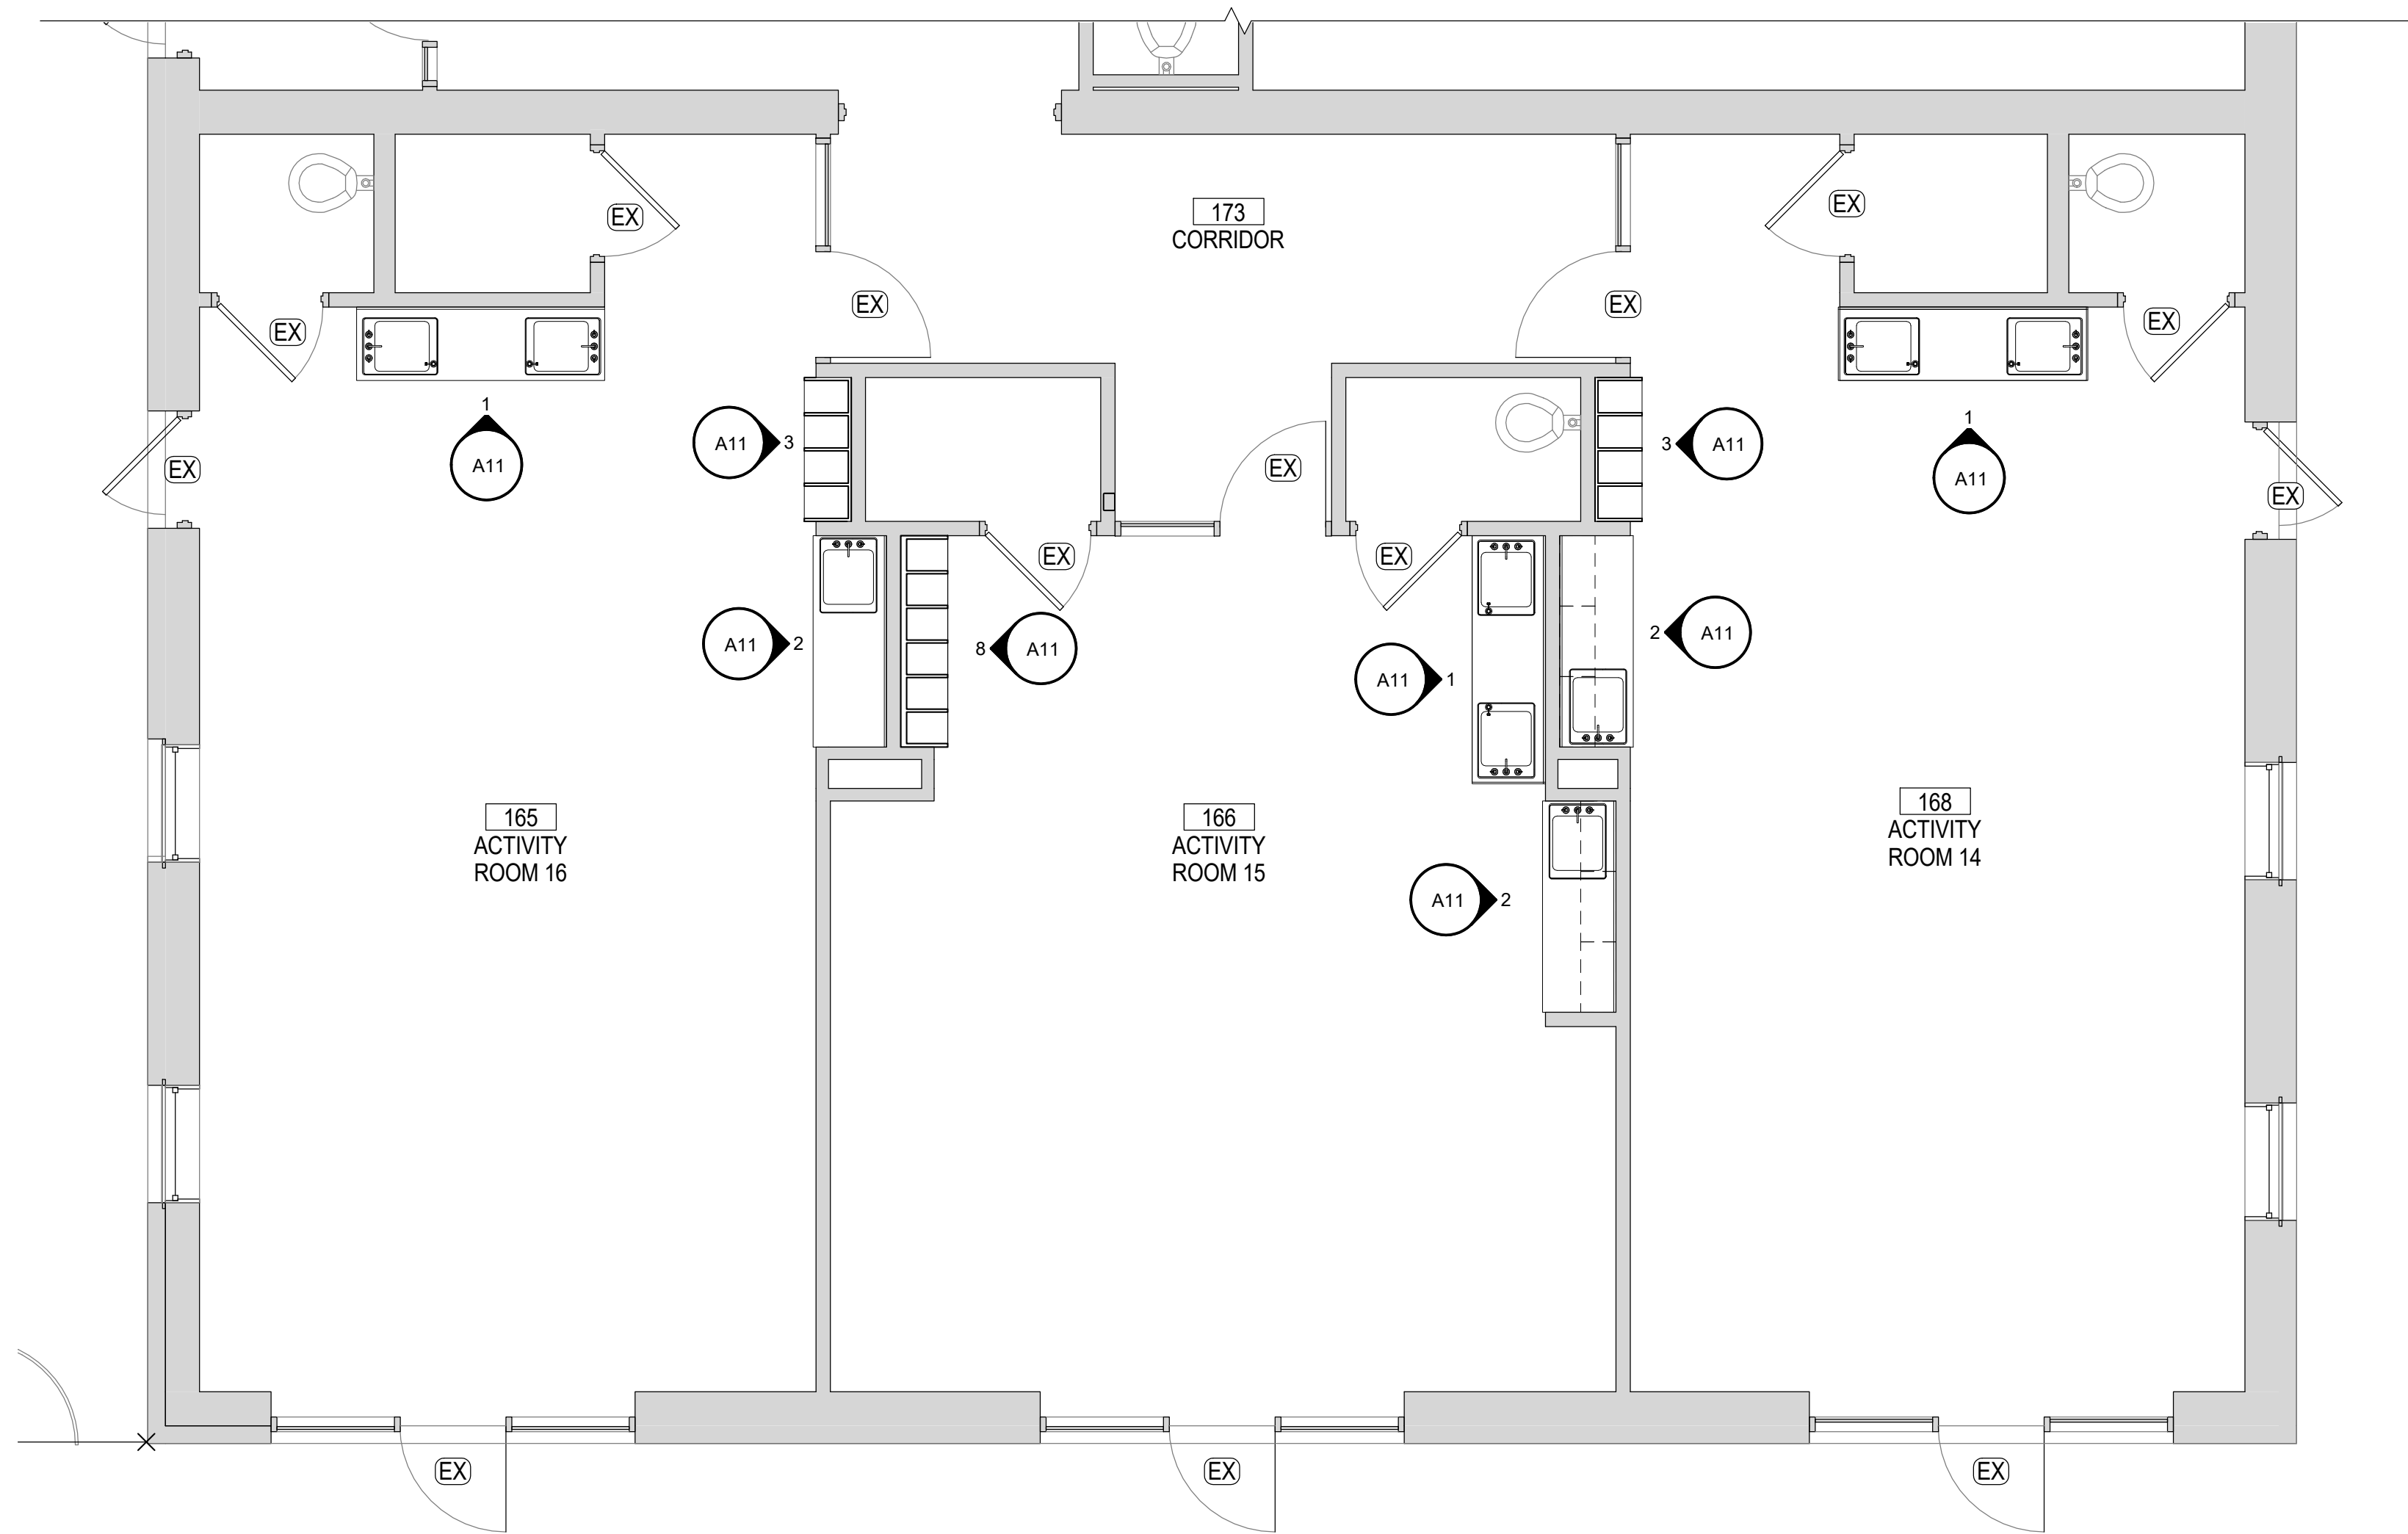 EX
EX
173
CORRIDOR
EX
EX
EX
EX
EX
1
A11
A11
3
3
A11
1
A11
EX
EX
EX
EX
EX
A11
2
8
A11
A11
1
2
A11
165
ACTIVITY
ROOM 16
166
ACTIVITY
ROOM 15
168
ACTIVITY
ROOM 14
A11
2
EX
EX
EX